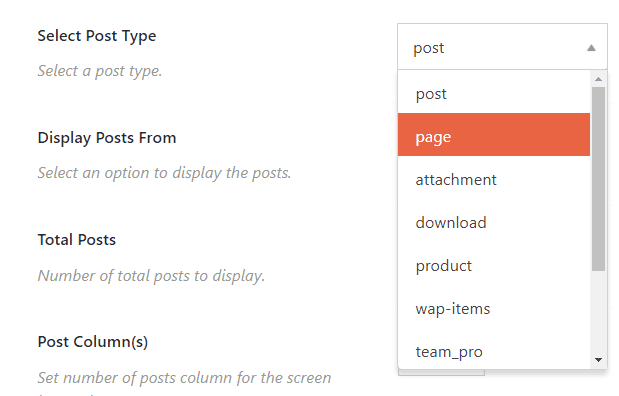 Select Post Type
Select a post type.
Display Posts From
Select an option to display the posts.
Total Posts
Number of total posts to display.
Post Column(s)
Set number of posts column for the screen
post
post
page
attachment
download
product
wap-items
team_pro